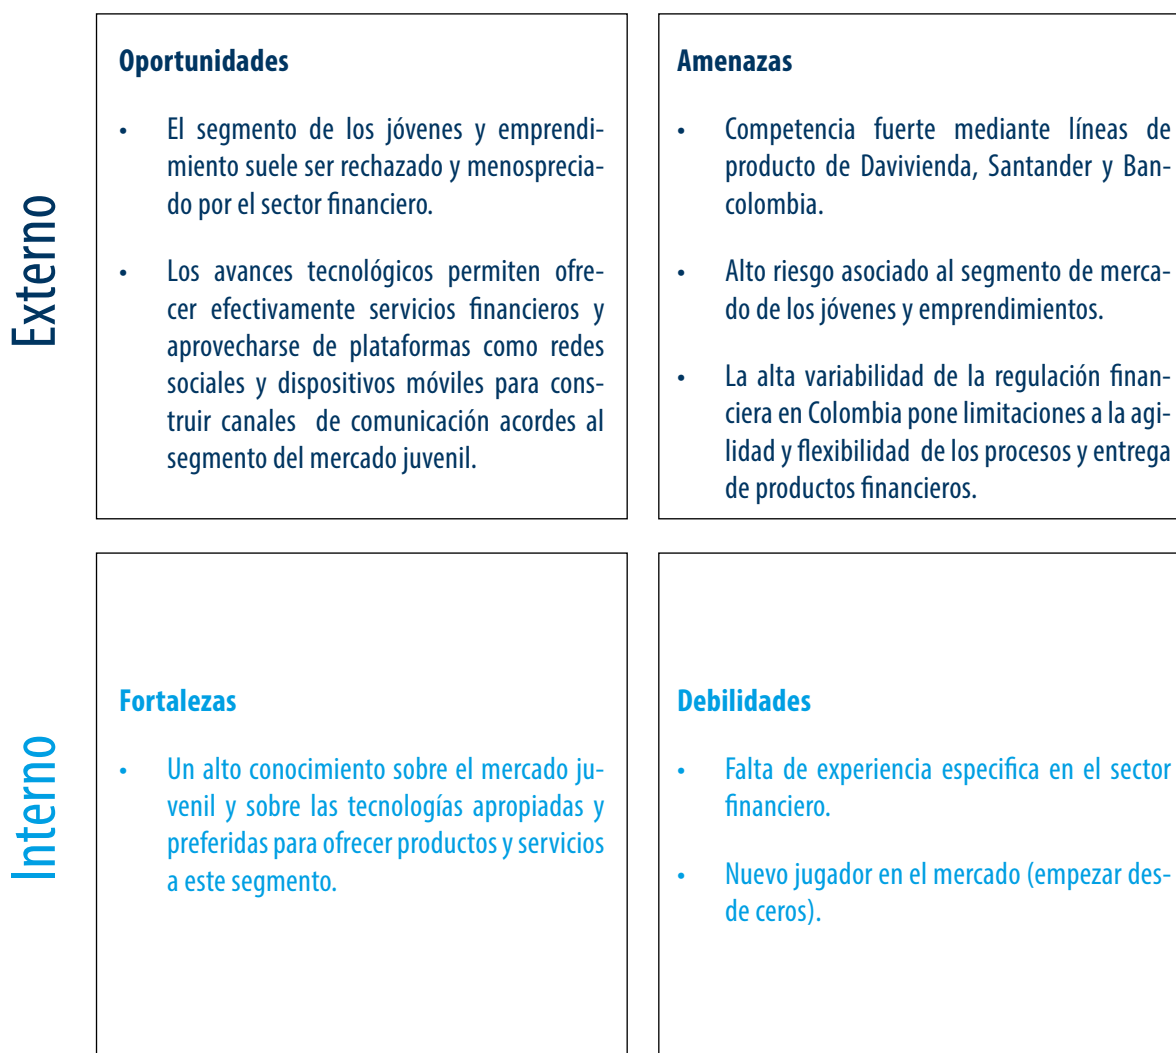 Externo
Oportunidades
• El segmento de los jóvenes y emprendi-
miento suele ser rechazado y menosprecia-
do por el sector financiero.
• Los avances tecnológicos permiten ofre-
cer efectivamente servicios financieros y
aprovecharse de plataformas como redes
sociales y dispositivos móviles para cons-
truir canales de comunicación acordes al
segmento del mercado juvenil.
Amenazas
• Competencia fuerte mediante líneas de
producto de Davivienda, Santander y Ban-
colombia.
• Alto riesgo asociado al segmento de merca-
do de los jóvenes y emprendimientos.
• La alta variabilidad de la regulación finan-
ciera en Colombia pone limitaciones a la agi-
lidad y flexibilidad de los procesos y entrega
de productos financieros.
Interno
Fortalezas
• Un alto conocimiento sobre el mercado ju-
venil y sobre las tecnologías apropiadas y
preferidas para ofrecer productos y servicios
a este segmento.
Debilidades
• Falta de experiencia especifica en el sector
financiero.
• Nuevo jugador en el mercado (empezar des-
de ceros).